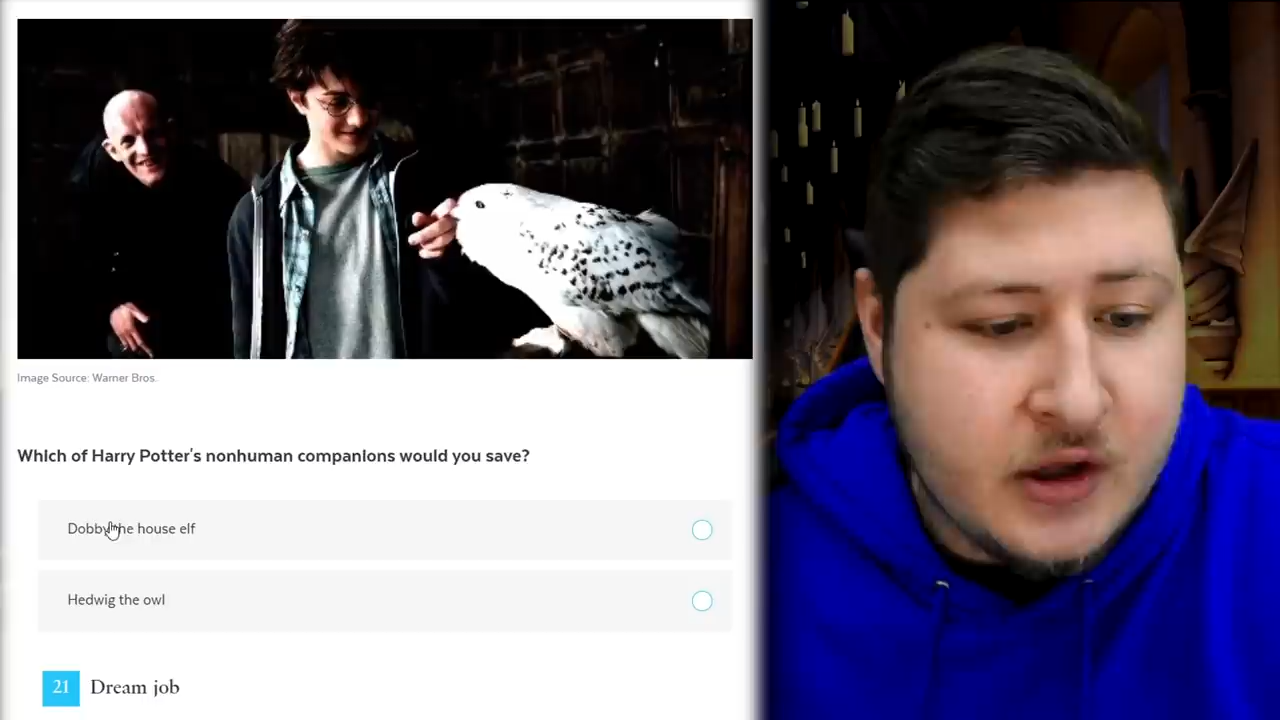 Image Source: Warner Bros.
Which of Harry Potter's nonhuman companions would you save?
Dobby the house elf
Hedwig the owl
21 Dream job